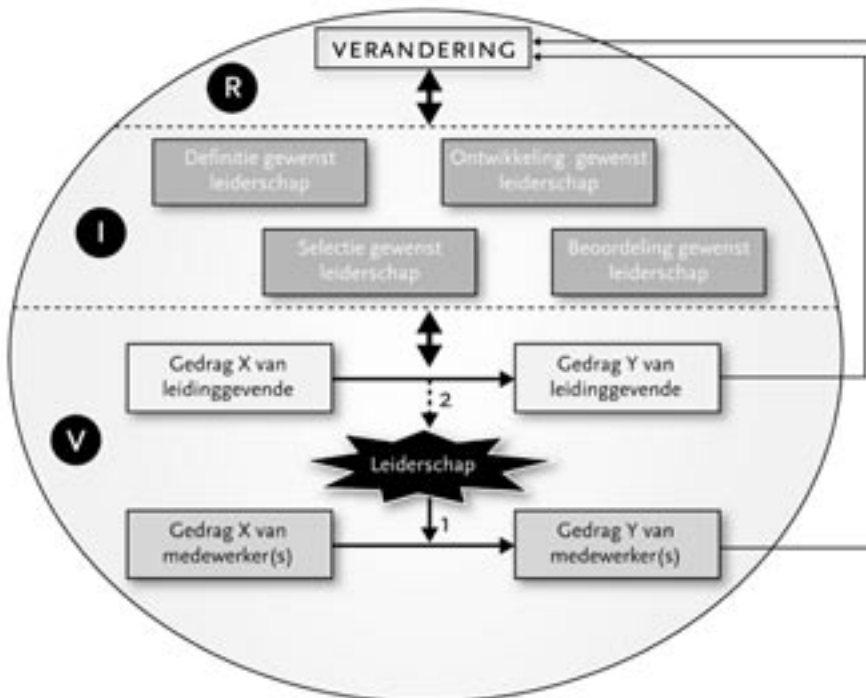 VERANDERING
R
Definitie gewenst
leiderschap
Ontwikkeling gewenst
leiderschap
I
Selectie gewenst
leiderschap
Beoordeling gewenst
leiderschap
Gedrag X van
leidinggevende
Gedrag Y van
leidinggevende
2
V
Leiderschap
1
Gedrag X van
medewerker(s)
Gedrag Y van
medewerker(s)